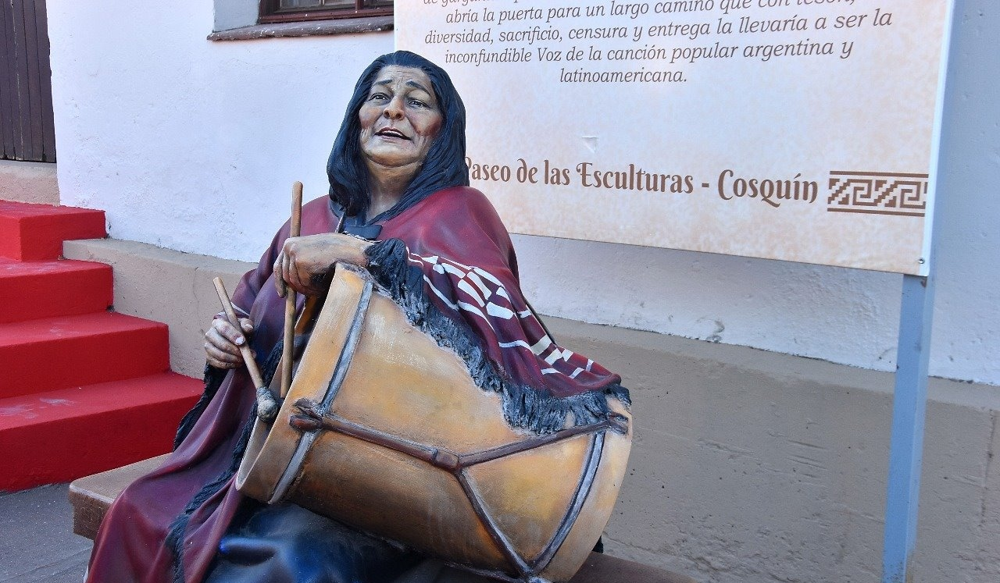 abría la puerta para un largo camino que con tesón,
diversidad, sacrificio, censura y entrega la llevaría a ser la
inconfundible Voz de la canción popular argentina y
latinoamericana.
Paseo de las Esculturas - Cosquín